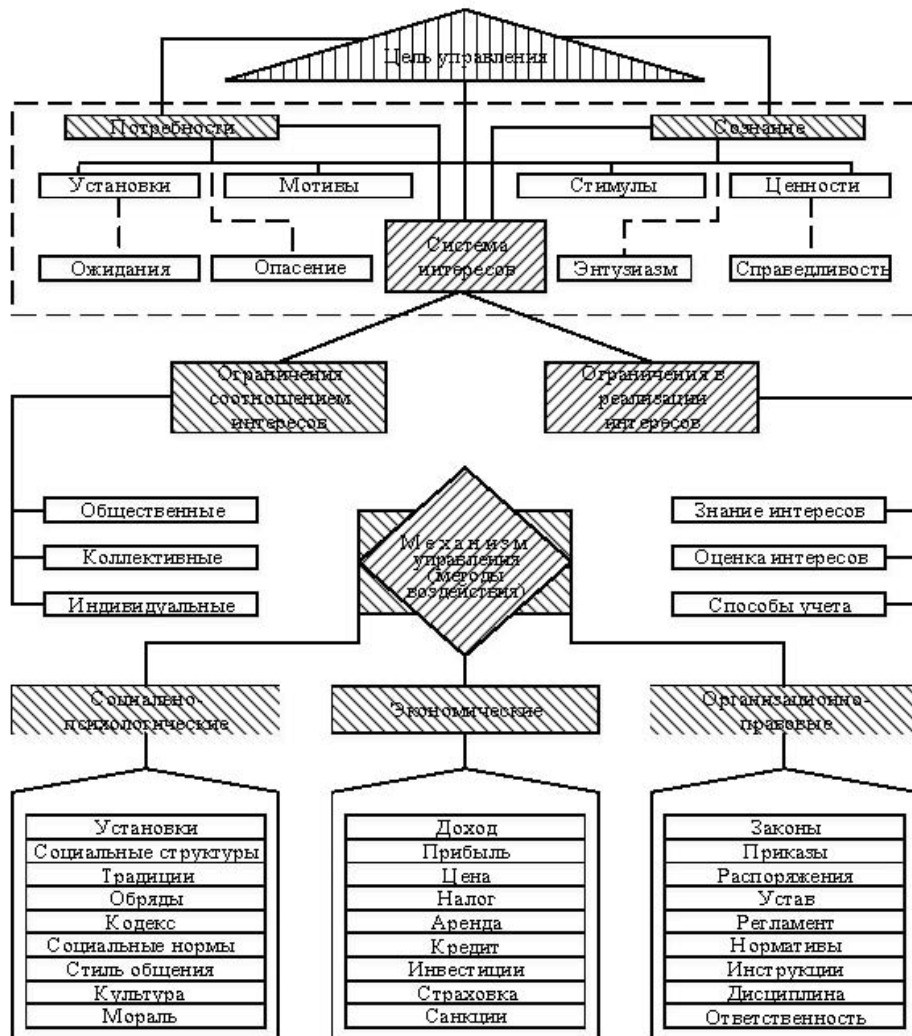 Цель управления
Потребности
Сознание
Установки
Мотивы
Стимулы
Ценности
Система
интересов
Ожидания
Опасение
Энтузиазм
Справедливость
Ограничения
соотношением
интересов
Ограничения в
реализации
интересов
Общественные
Коллективные
Индивидуальные
Механизм
управления
(методы
воздействия)
Знание интересов
Оценка интересов
Способы учета
Социально-
психологические
Экономические
Организационно-
правовые
Установки
Социальные структуры
Традиции
Обряды
Кодекс
Социальные нормы
Стиль общения
Культура
Мораль
Доход
Прибыль
Цена
Налог
Аренда
Кредит
Инвестиции
Страховка
Санкции
Законы
Приказы
Распоряжения
Устав
Регламент
Нормативы
Инструкции
Дисциплина
Ответственность